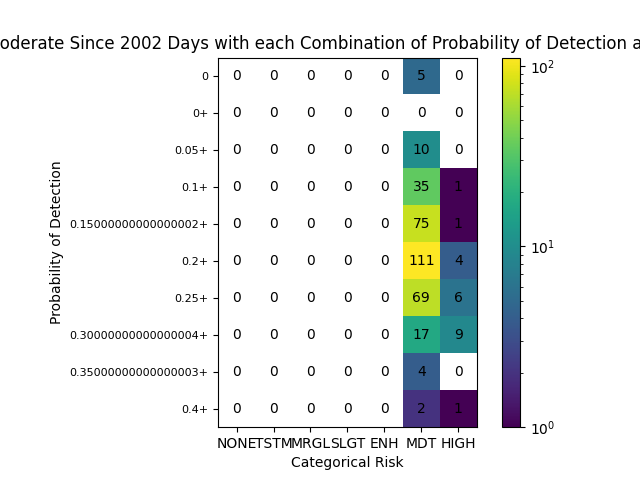 oderate Since 2002 Days with each Combination of Probability of Detection a
0 0 0 0 0 0 5 0
0+ 0 0 0 0 0 0 0
0.05+ 0 0 0 0 0 10 0
0.1+ 0 0 0 0 0 35 1
0.15000000000000002+ 0 0 0 0 0 75 1
0.2+ 0 0 0 0 0 111 4
0.25+ 0 0 0 0 0 69 6
0.30000000000000004+ 0 0 0 0 0 17 9
0.35000000000000003+ 0 0 0 0 0 4 0
0.4+ 0 0 0 0 0 2 1
NONE TSTM MRGL SLGT ENH MDT HIGH
Categorical Risk
Probability of Detection
10²
10¹
10⁰